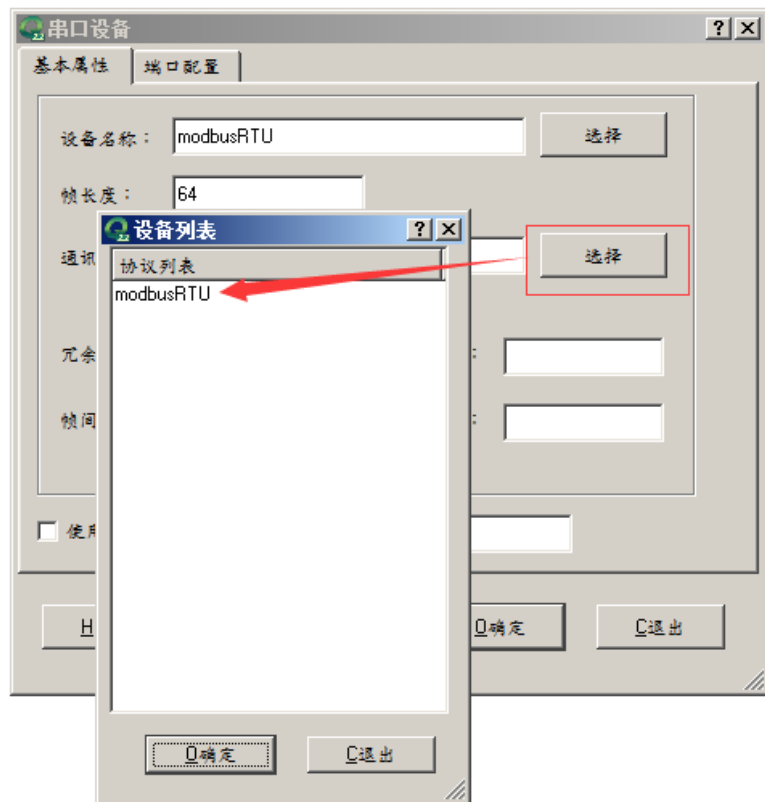 串口设备
基本属性 端口配置
设备名称： modbusRTU 选择
帧长度： 64
设备列表
通讯 选择
协议列表
modbusRTU
冗余 :
帧间 :
使用
H O确定 C退出
O确定 C退出